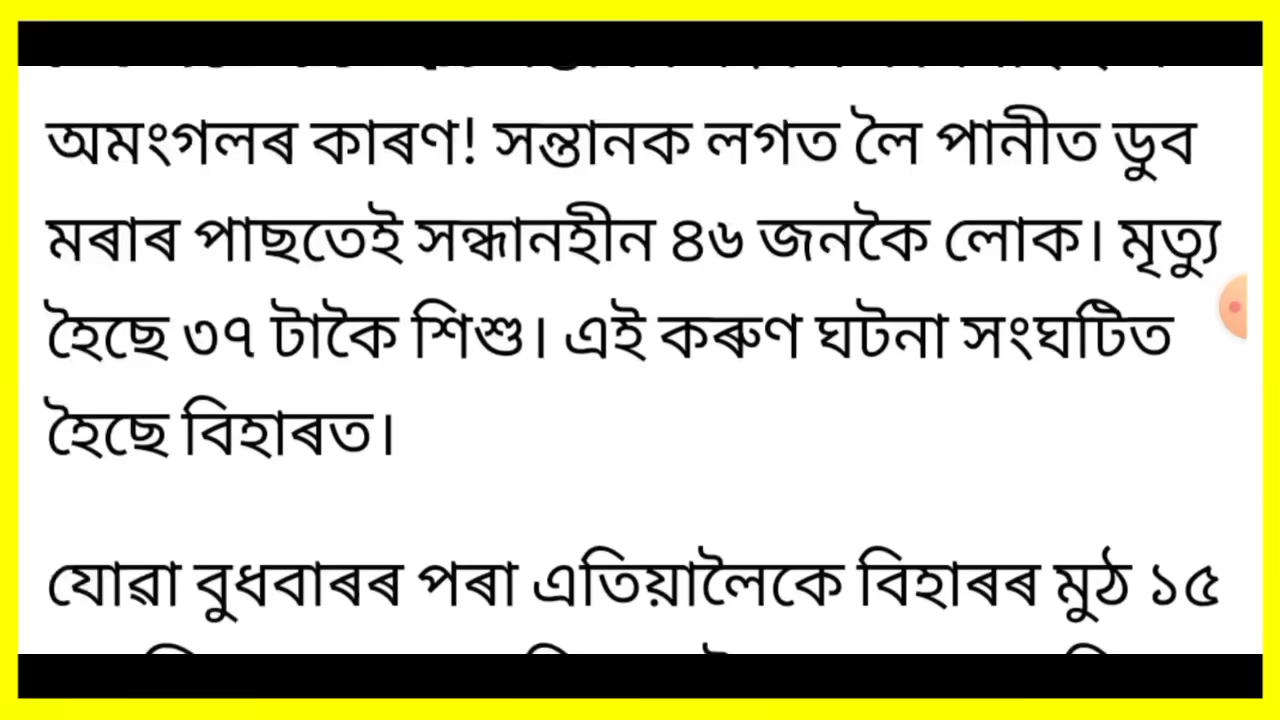 অমংগলৰ কাৰণ! সন্তানক লগত লৈ পানীত ডুব
মৰাৰ পাছতেই সন্ধানহীন ৪৬ জনকৈ লোক। মৃত্যু
হৈছে ৩৭ টাকৈ শিশু। এই কৰুণ ঘটনা সংঘটিত
হৈছে বিহাৰত।
যোৱা বুধবাৰৰ পৰা এতিয়ালৈকে বিহাৰৰ মুঠ ১৫